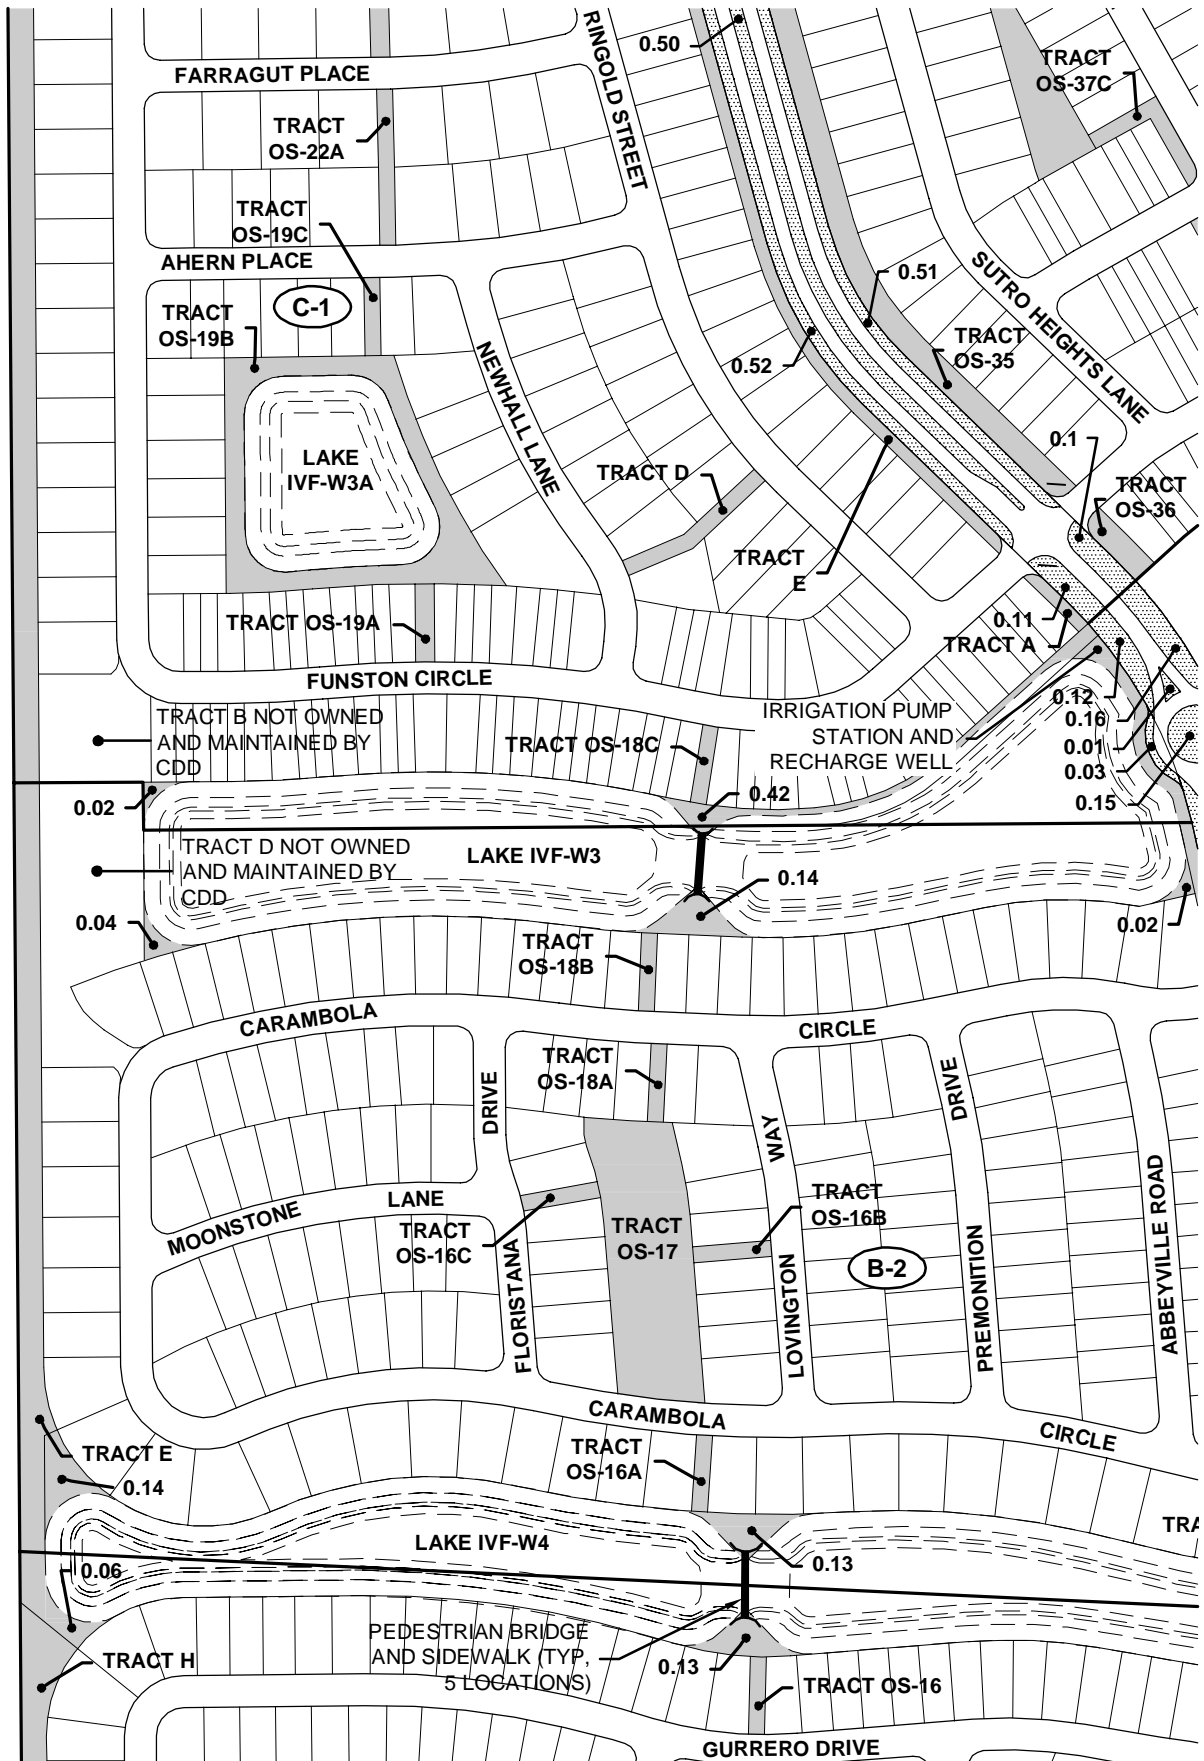 0.50
RINGOLD STREET
FARRAGUT PLACE
TRACT
OS-37C
TRACT
OS-22A
TRACT
OS-19C
AHERN PLACE
C-1
TRACT
OS-19B
SUTRO HEIGHTS LANE
0.51
TRACT
OS-35
0.52
NEWHALL LANE
LAKE
IVF-W3A
TRACT D
0.1
TRACT
OS-36
TRACT
E
0.11
TRACT A
TRACT OS-19A
FUNSTON CIRCLE
TRACT B NOT OWNED
AND MAINTAINED BY
CDD
TRACT OS-18C
IRRIGATION PUMP
STATION AND
RECHARGE WELL
0.12
0.16
0.01
0.03
0.15
0.02
0.42
TRACT D NOT OWNED
AND MAINTAINED BY
CDD
LAKE IVF-W3
0.14
0.04
0.02
TRACT
OS-18B
CARAMBOLA
CIRCLE
TRACT
OS-18A
DRIVE
WAY
DRIVE
MOONSTONE
LANE
TRACT
OS-16C
TRACT
OS-17
TRACT
OS-16B
B-2
FLORISTANA
LOVINGTON
PREMONITION
ABBEYVILLE ROAD
CARAMBOLA
CIRCLE
TRACT E
0.14
TRACT
OS-16A
TRA
LAKE IVF-W4
0.13
0.06
PEDESTRIAN BRIDGE
AND SIDEWALK (TYP,
5 LOCATIONS)
0.13
TRACT H
TRACT OS-16
GURRERO DRIVE